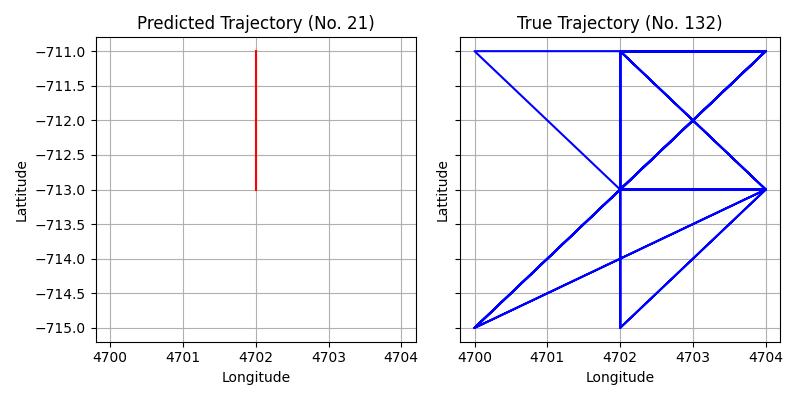 Predicted Trajectory (No. 21)
−711.0
−711.5
−712.0
−712.5
−713.0
−713.5
−714.0
−714.5
−715.0
Lattitude
4700 4701 4702 4703 4704
Longitude
True Trajectory (No. 132)
Lattitude
4700 4701 4702 4703 4704
Longitude